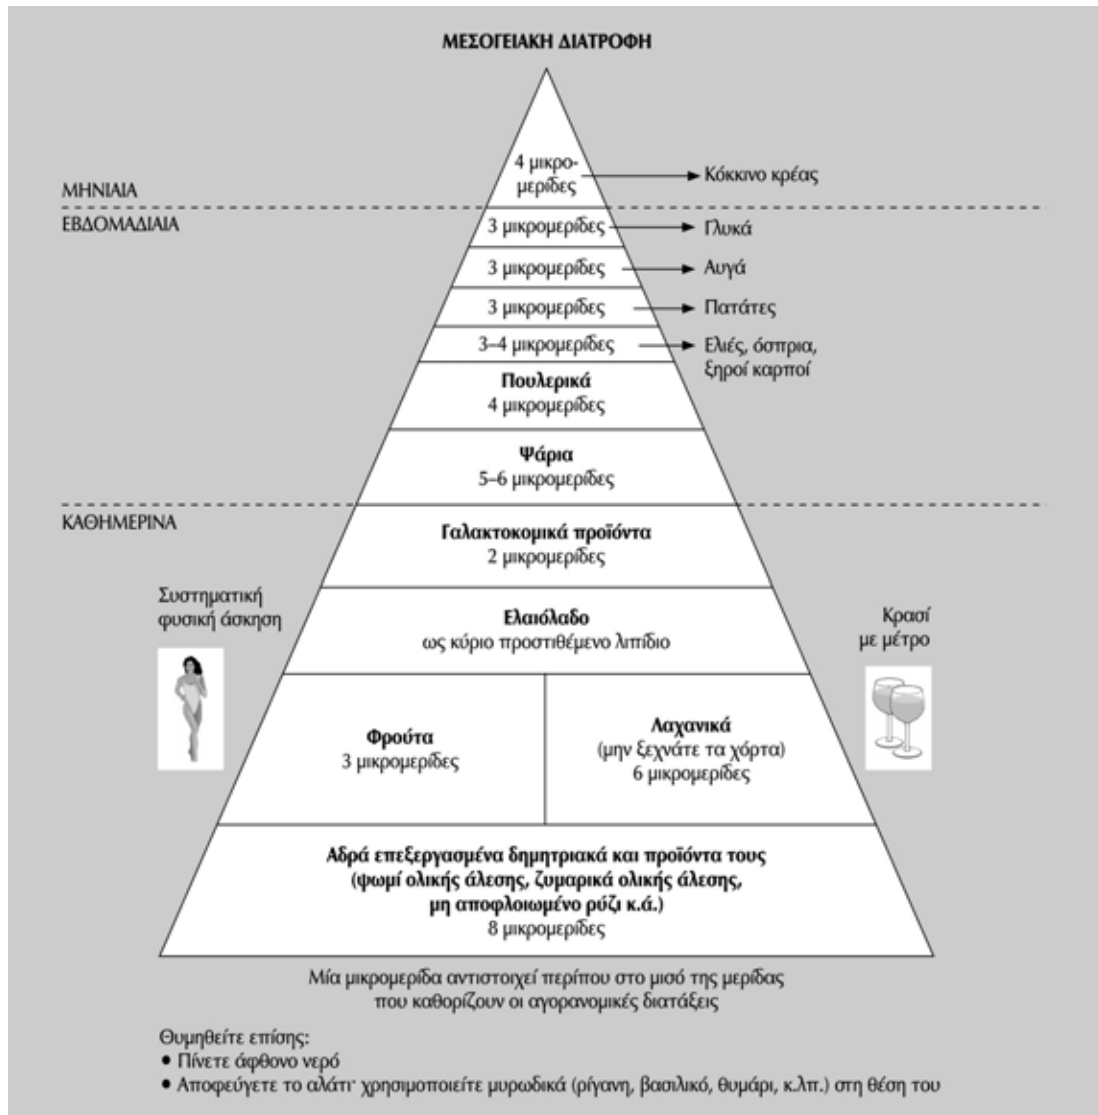 ΜΕΣΟΓΕΙΑΚΗ ΔΙΑΤΡΟΦΗ
4 μικρο-
μερίδες
Κόκκινο κρέας
ΜΗΝΙΑΙΑ
ΕΒΔΟΜΑΔΙΑΙΑ
3 μικρομερίδες
Γλυκά
3 μικρομερίδες
Αυγά
3 μικρομερίδες
Πατάτες
3–4 μικρομερίδες
Ελιές, όσπρια,
ξηροί καρποί
Πουλερικά
4 μικρομερίδες
Ψάρια
5–6 μικρομερίδες
ΚΑΘΗΜΕΡΙΝΑ
Γαλακτοκομικά προϊόντα
2 μικρομερίδες
Συστηματική
φυσική άσκηση
Ελαιόλαδο
ως κύριο προστιθέμενο λιπίδιο
Κρασί
με μέτρο
Φρούτα
3 μικρομερίδες
Λαχανικά
(μην ξεχνάτε τα χόρτα)
6 μικρομερίδες
Αδρά επεξεργασμένα δημητριακά και προϊόντα τους
(ψωμί ολικής άλεσης, ζυμαρικά ολικής άλεσης,
μη αποφλοιωμένο ρύζι κ.ά.)
8 μικρομερίδες
Μία μικρομερίδα αντιστοιχεί περίπου στο μισό της μερίδας
που καθορίζουν οι αγορανομικές διατάξεις
Θυμηθείτε επίσης:
• Πίνετε άφθονο νερό
• Αποφεύγετε το αλάτι· χρησιμοποιείτε μυρωδικά (ρίγανη, βασιλικό, θυμάρι, κ.λπ.) στη θέση του